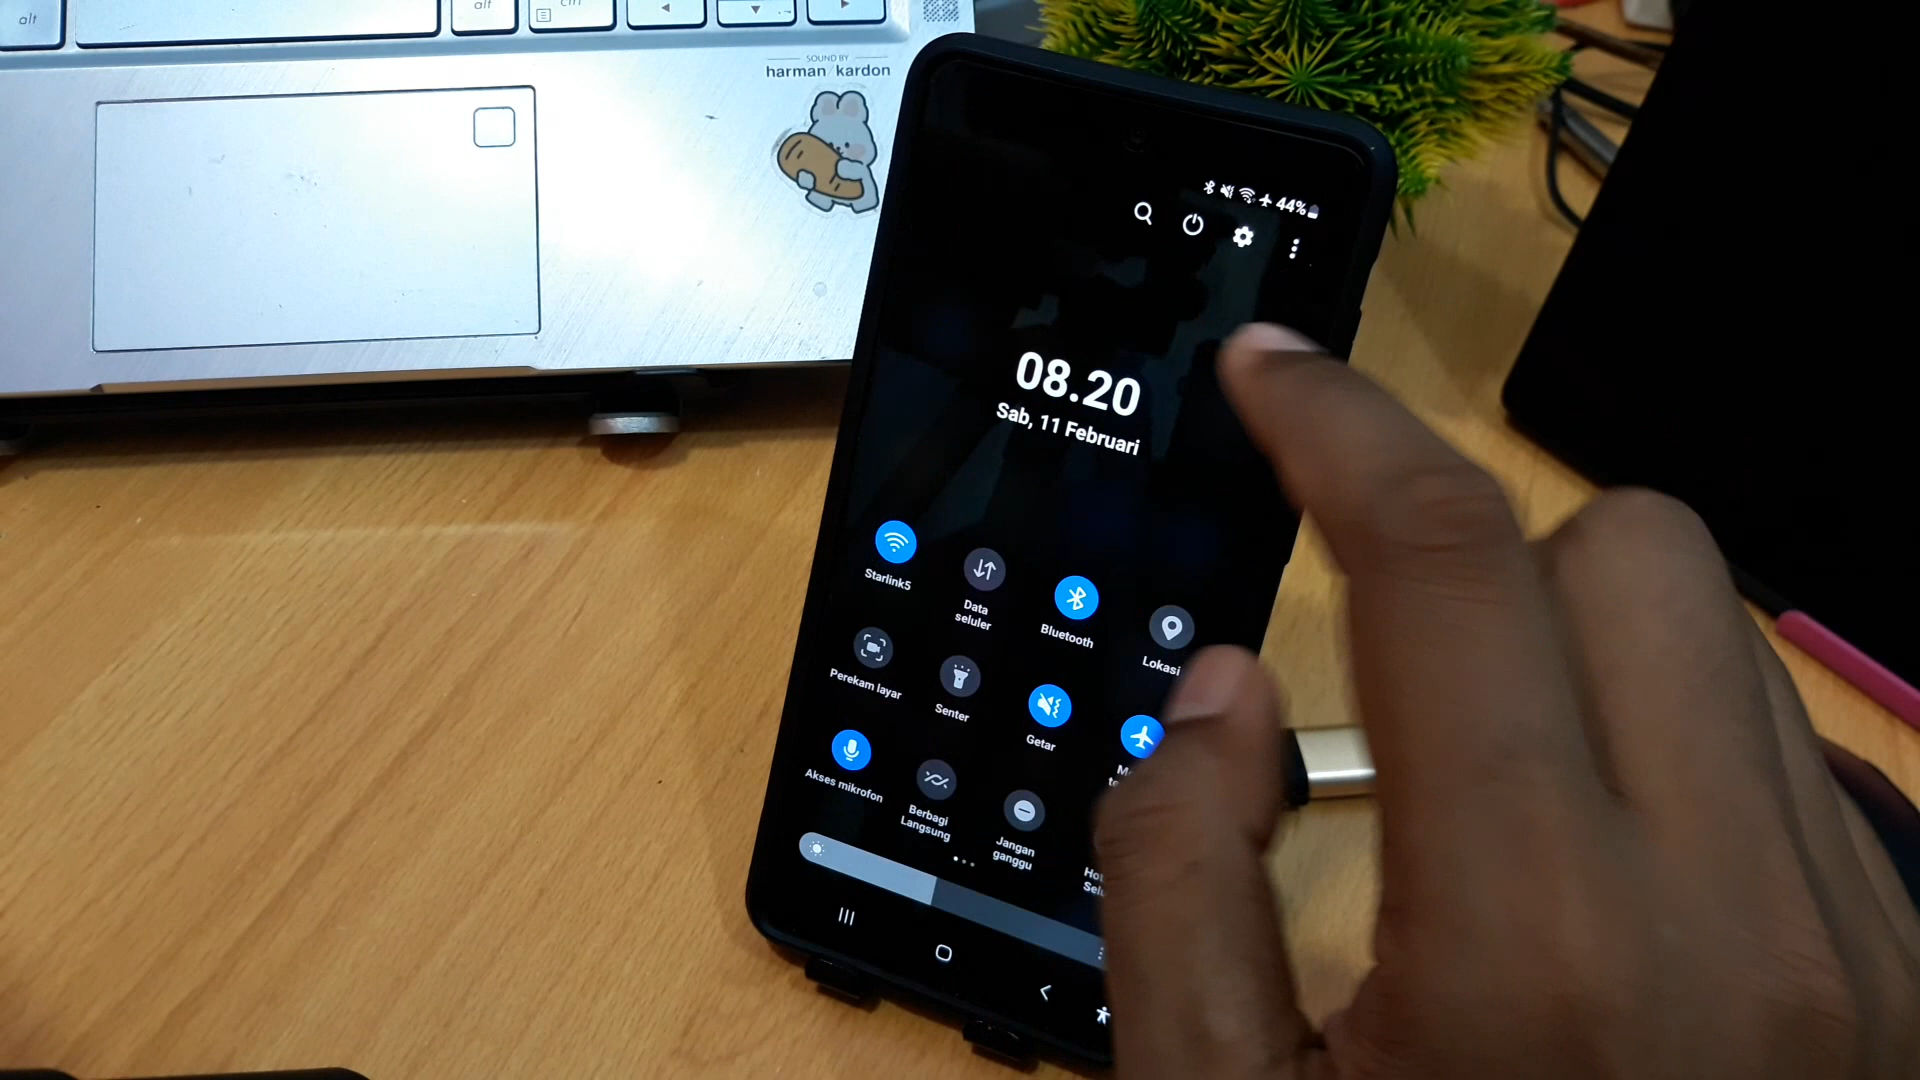 alt
alt
ctrl
SOUND BY
harman/kardon
44%
08.20
Sab, 11 Februari
Starlink5
Data
seluler
Bluetooth
Lokasi
Perekam layar
Senter
Getar
Akses mikrofon
Berbagi
Langsung
Jangan
ganggu